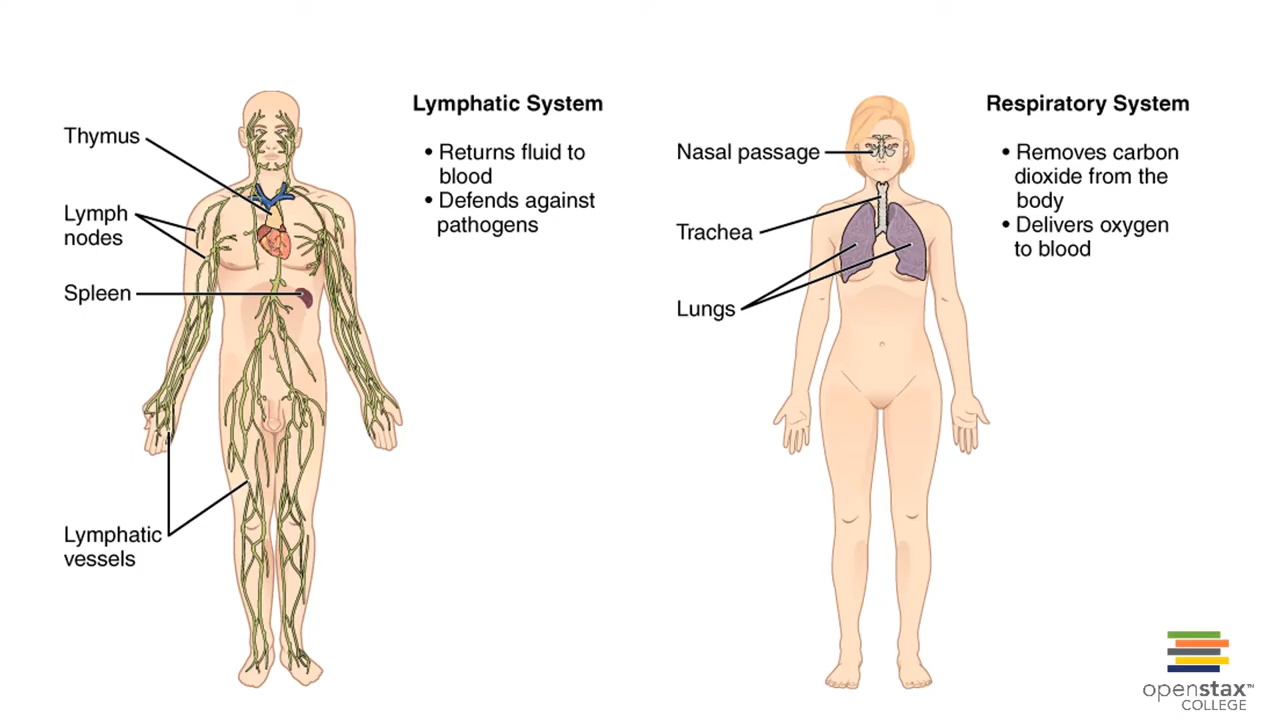 Lymphatic System
Thymus
Lymph
nodes
Spleen
Lymphatic
vessels
• Returns fluid to
blood
• Defends against
pathogens
Respiratory System
Nasal passage
Trachea
Lungs
• Removes carbon
dioxide from the
body
• Delivers oxygen
to blood
openstax™
COLLEGE